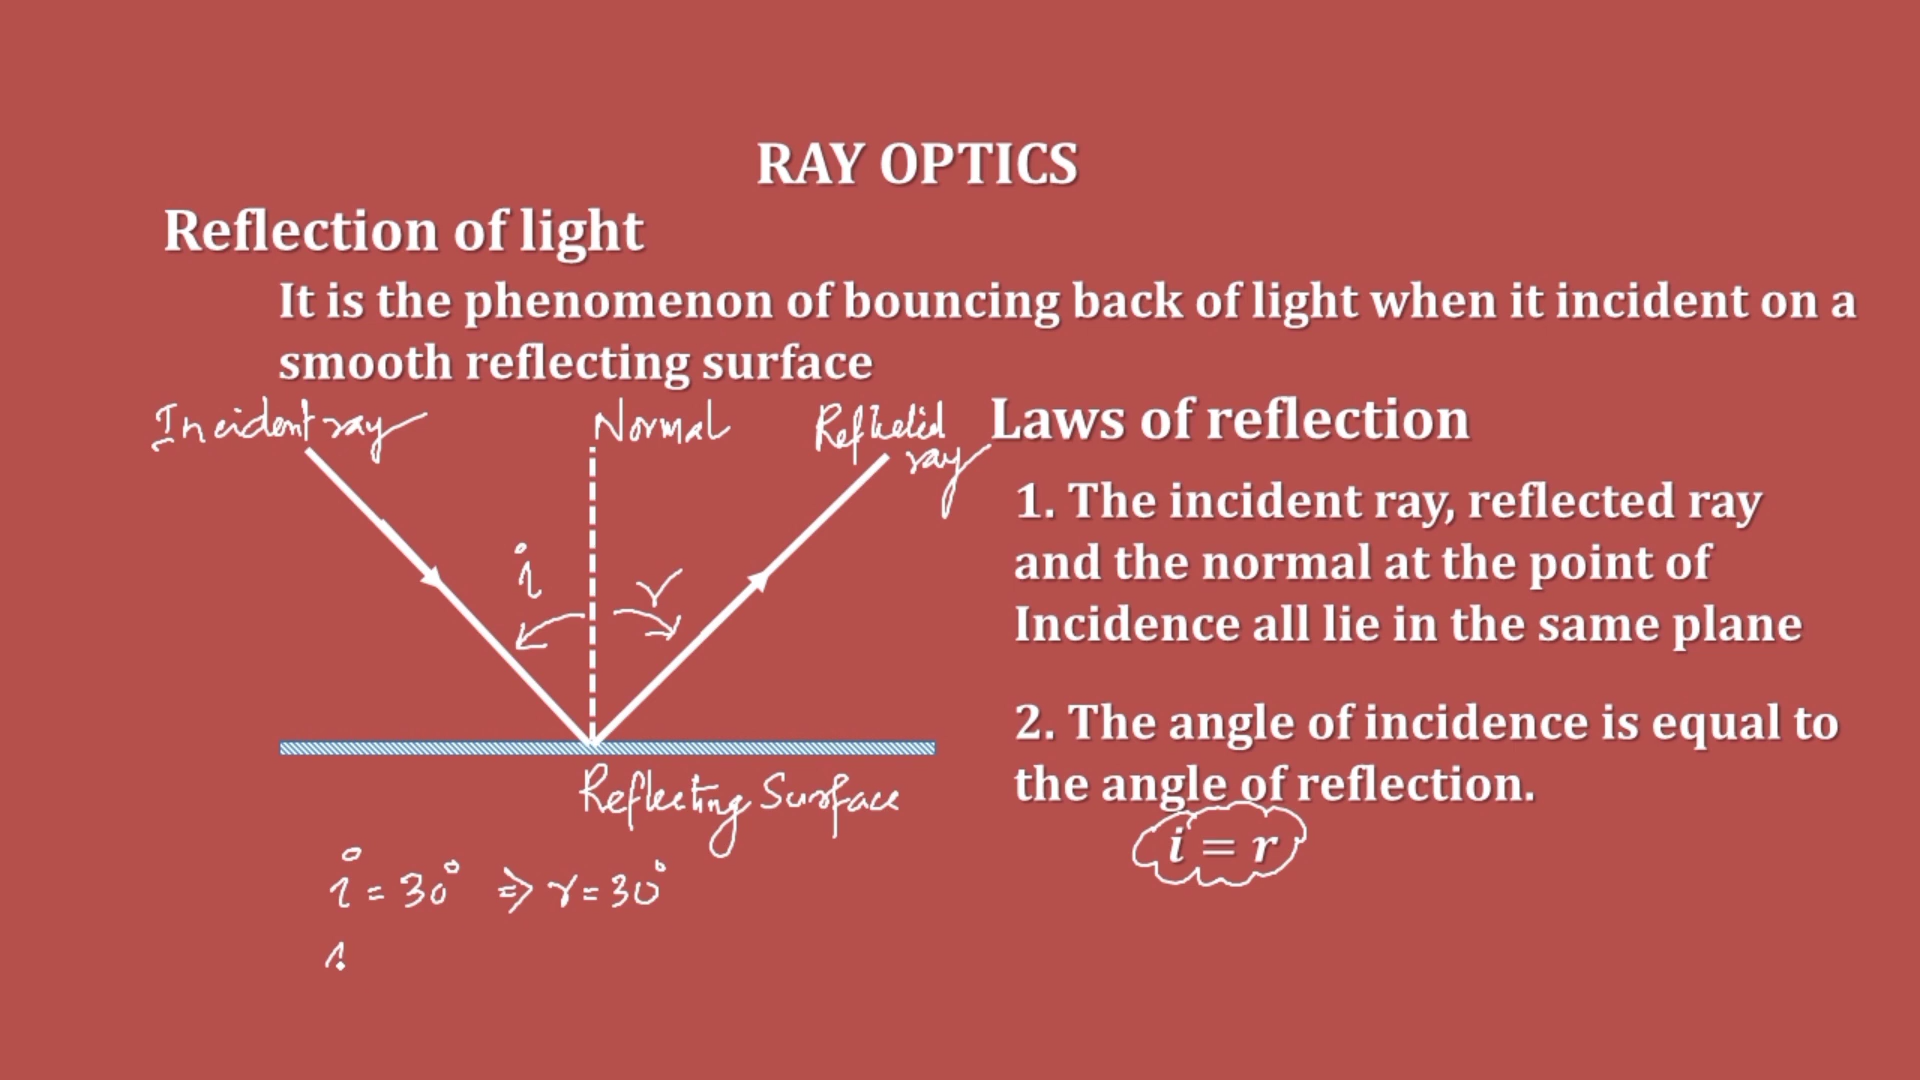 RAY OPTICS
Reflection of light
It is the phenomenon of bouncing back of light when it incident on a
smooth reflecting surface
Incident ray
Normal
ray
i
r
Reflecting Surface
i = 30° ⇒ r = 30°
Laws of reflection
1. The incident ray, reflected ray
and the normal at the point of
Incidence all lie in the same plane
2. The angle of incidence is equal to
the angle of reflection.
i = r